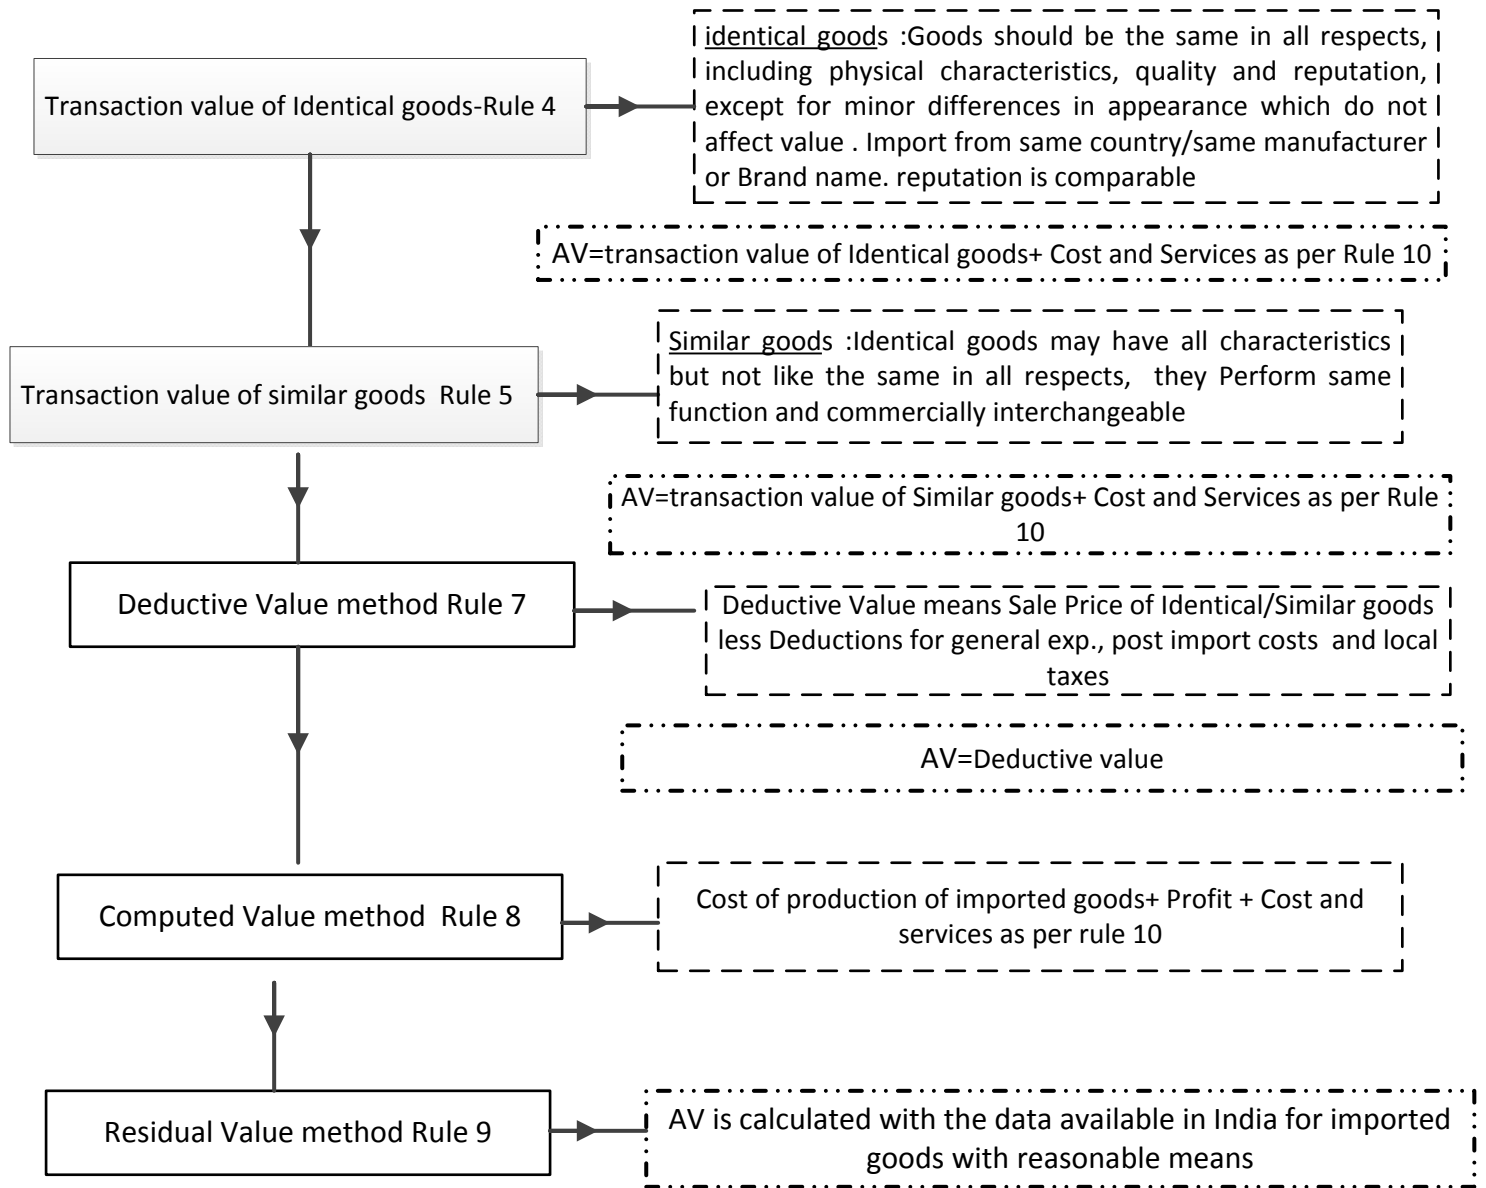 identical goods :Goods should be the same in all respects,
including physical characteristics, quality and reputation,
except for minor differences in appearance which do not
affect value . Import from same country/same manufacturer
or Brand name. reputation is comparable
Transaction value of Identical goods-Rule 4
AV=transaction value of Identical goods+ Cost and Services as per Rule 10
Similar goods :Identical goods may have all characteristics
but not like the same in all respects, they Perform same
function and commercially interchangeable
Transaction value of similar goods Rule 5
AV=transaction value of Similar goods+ Cost and Services as per Rule
10
Deductive Value method Rule 7
Deductive Value means Sale Price of Identical/Similar goods
less Deductions for general exp., post import costs and local
taxes
AV=Deductive value
Computed Value method Rule 8
Cost of production of imported goods+ Profit + Cost and
services as per rule 10
Residual Value method Rule 9
AV is calculated with the data available in India for imported
goods with reasonable means